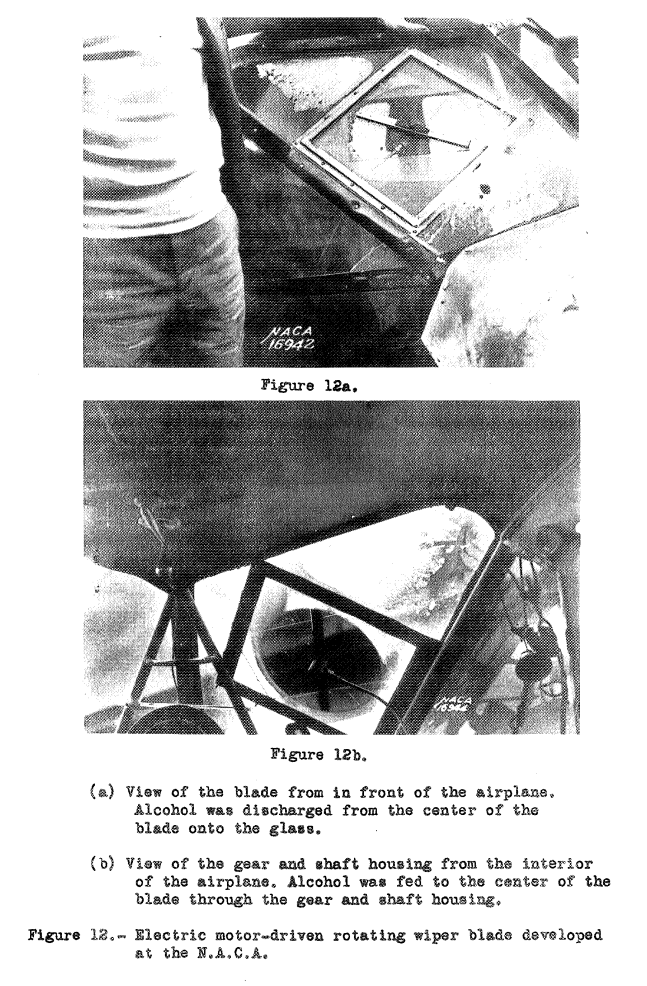 NACA
16942
Figure 12a.
NACA
16944
Figure 12b.
(a) View of the blade from in front of the airplane.
Alcohol was discharged from the center of the
blade onto the glass.
(b) View of the gear and shaft housing from the interior
of the airplane. Alcohol was fed to the center of the
blade through the gear and shaft housing.
Figure 12.- Electric motor-driven rotating wiper blade developed
at the N.A.C.A.